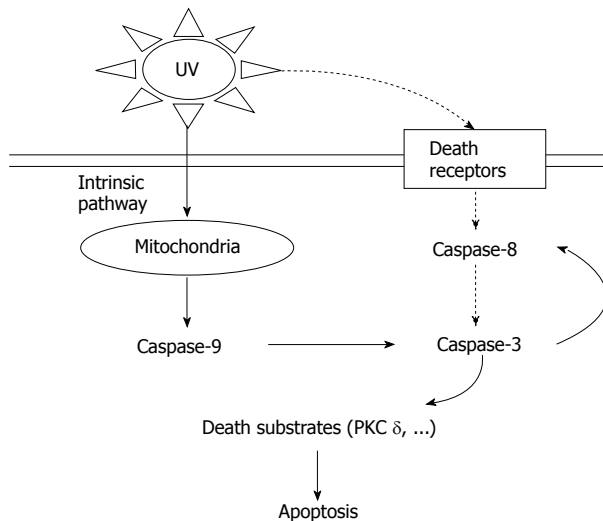 UV
Death
receptors
Intrinsic
pathway
Mitochondria
Caspase-8
Caspase-9
Caspase-3
Death substrates (PKC δ, ...)
Apoptosis